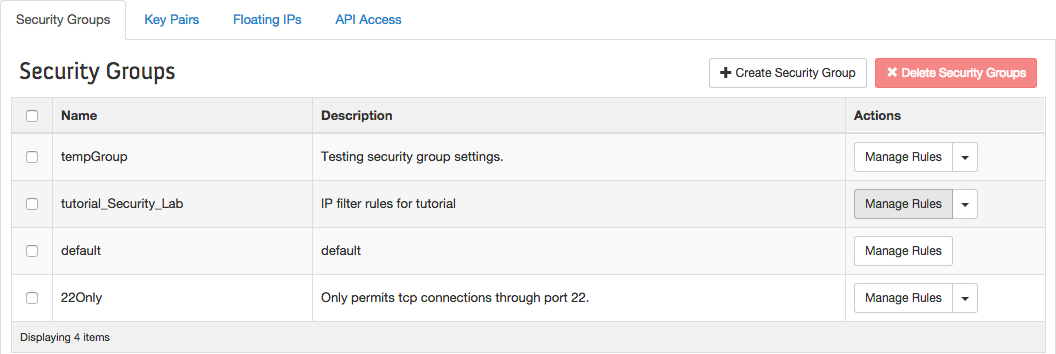 Security Groups Key Pairs Floating IPs API Access
Security Groups + Create Security Group × Delete Security Groups
Name Description Actions
tempGroup Testing security group settings. Manage Rules
tutorial_Security_Lab IP filter rules for tutorial Manage Rules
default default Manage Rules
22Only Only permits tcp connections through port 22. Manage Rules
Displaying 4 items